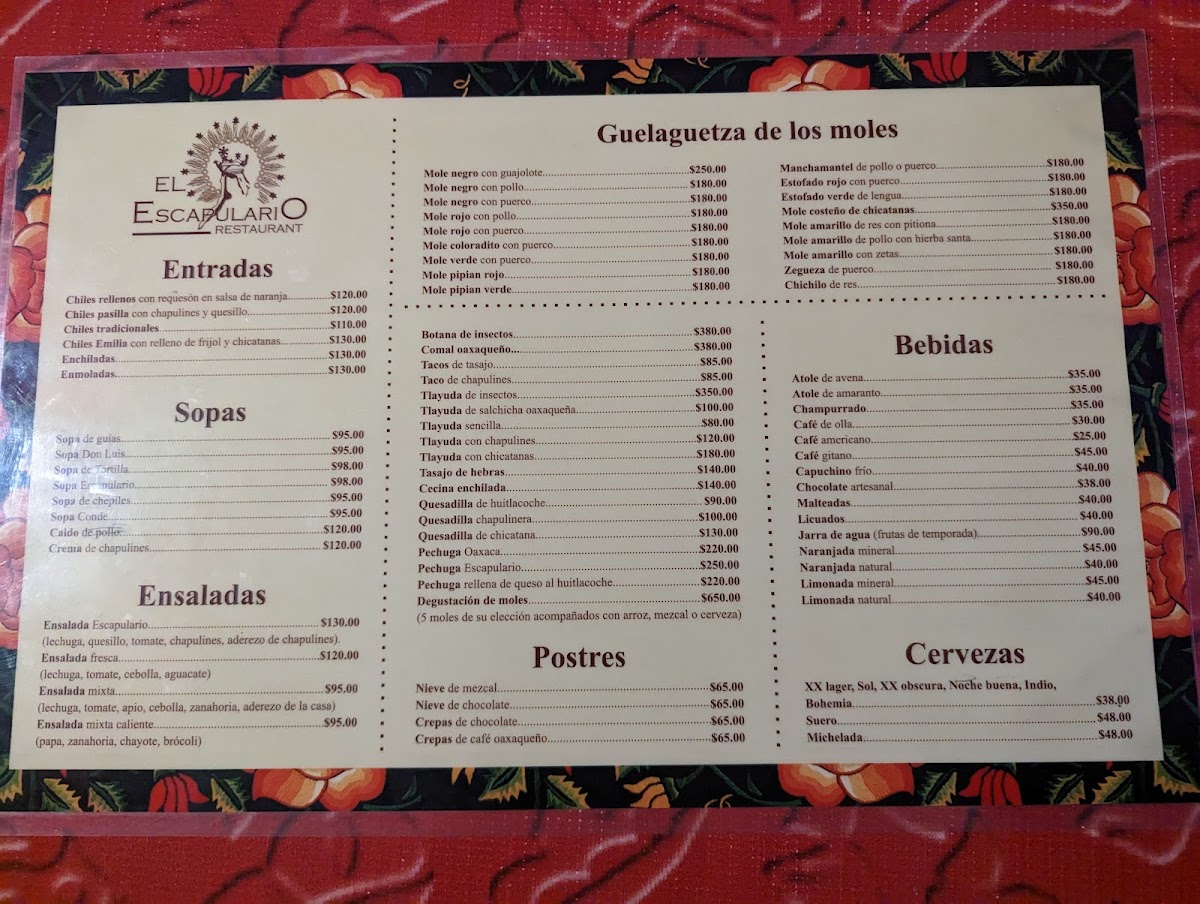 EL
ESCAPULARIO
RESTAURANT
Entradas
Chiles rellenos con requesón en salsa de naranja....$120.00
Chiles pasilla con chapulines y quesillo....$120.00
Chiles tradicionales....$110.00
Chiles Emilia con relleno de frijol y chicatanas....$130.00
Enchiladas....$130.00
Enmoladas....$130.00
Sopas
Sopa de guias....$95.00
Sopa Don Luis....$95.00
Sopa de Tortilla....$98.00
Sopa Escapulario....$98.00
Sopa de chepiles....$95.00
Sopa Conde....$95.00
Caldo de pollo....$120.00
Crema de chapulines....$120.00
Ensaladas
Ensalada Escapulario....$130.00
(lechuga, quesillo, tomate, chapulines, aderezo de chapulines).
Ensalada fresca....$120.00
(lechuga, tomate, cebolla, aguacate)
Ensalada mixta....$95.00
(lechuga, tomate, apio, cebolla, zanahoria, aderezo de la casa)
Ensalada mixta caliente....$95.00
(papa, zanahoria, chayote, brócoli)
Guelaguetza de los moles
Mole negro con guajolote....$250.00
Mole negro con pollo....$180.00
Mole negro con puerco....$180.00
Mole rojo con pollo....$180.00
Mole rojo con puerco....$180.00
Mole coloradito con puerco....$180.00
Mole verde con puerco....$180.00
Mole pipian rojo....$180.00
Mole pipian verde....$180.00
Manchamantel de pollo o puerco....$180.00
Estofado rojo con puerco....$180.00
Estofado verde de lengua....$180.00
Mole costeño de chicatanas....$350.00
Mole amarillo de res con pitiona....$180.00
Mole amarillo de pollo con hierba santa....$180.00
Mole amarillo con zetas....$180.00
Zegueza de puerco....$180.00
Chichilo de res....$180.00
Botana de insectos....$380.00
Comal oaxaqueño....$380.00
Tacos de tasajo....$85.00
Taco de chapulines....$85.00
Tlayuda de insectos....$350.00
Tlayuda de salchicha oaxaqueña....$100.00
Tlayuda sencilla....$80.00
Tlayuda con chapulines....$120.00
Tlayuda con chicatanas....$180.00
Tasajo de hebras....$140.00
Cecina enchilada....$140.00
Quesadilla de huitlacoche....$90.00
Quesadilla chapulinera....$100.00
Quesadilla de chicatana....$130.00
Pechuga Oaxaca....$220.00
Pechuga Escapulario....$250.00
Pechuga rellena de queso al huitlacoche....$220.00
Degustación de moles....$650.00
(5 moles de su elección acompañados con arroz, mezcal o cerveza)
Postres
Nieve de mezcal....$65.00
Nieve de chocolate....$65.00
Crepas de chocolate....$65.00
Crepas de café oaxaqueño....$65.00
Bebidas
Atole de avena....$35.00
Atole de amaranto....$35.00
Champurrado....$35.00
Café de olla....$30.00
Café americano....$25.00
Café gitano....$45.00
Capuchino frío....$40.00
Chocolate artesanal....$38.00
Malteadas....$40.00
Licuados....$40.00
Jarra de agua (frutas de temporada)....$90.00
Naranjada mineral....$45.00
Naranjada natural....$40.00
Limonada mineral....$45.00
Limonada natural....$40.00
Cervezas
XX lager, Sol, XX obscura, Noche buena, Indio,
Bohemia....$38.00
Suero....$48.00
Michelada....$48.00